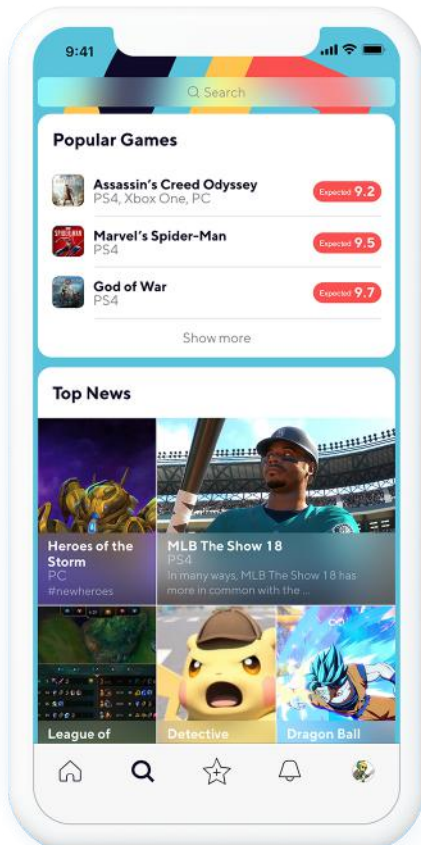 9:41
Search
Popular Games
Assassin's Creed Odyssey
PS4, Xbox One, PC
Expected 9.2
Marvel's Spider-Man
PS4
Expected 9.5
God of War
PS4
Expected 9.7
Show more
Top News
Heroes of the
Storm
PC
#newheroes
MLB The Show 18
PS4
In many ways, MLB The Show 18 has
more in common with the ...
League of
Detective
Dragon Ball